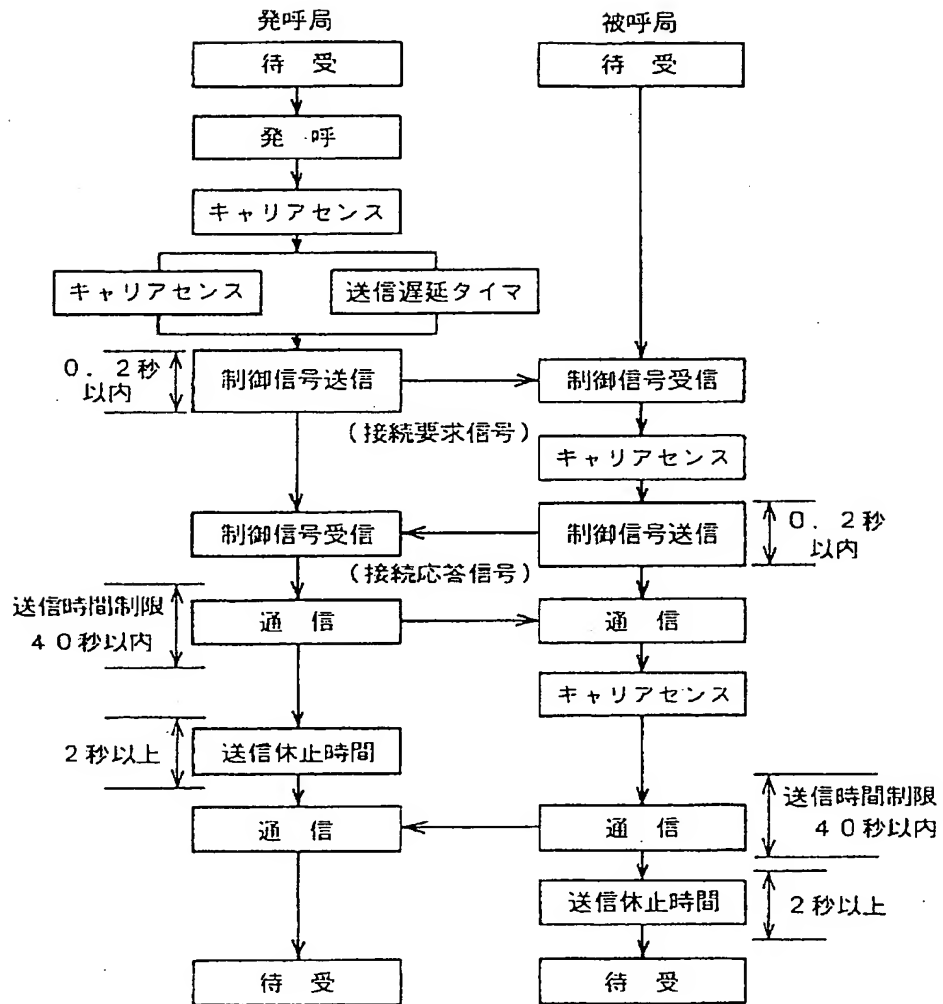 発呼局
被呼局
待 受
待 受
発 呼
キャリアセンス
キャリアセンス
送信遅延タイマ
0.2秒
以内
制御信号送信
制御信号受信
(接続要求信号)
キャリアセンス
制御信号受信
制御信号送信
0.2秒
以内
(接続応答信号)
送信時間制限
40秒以内
通 信
通 信
キャリアセンス
2秒以上
送信休止時間
通 信
通 信
送信時間制限
40秒以内
送信休止時間
2秒以上
待 受
待 受